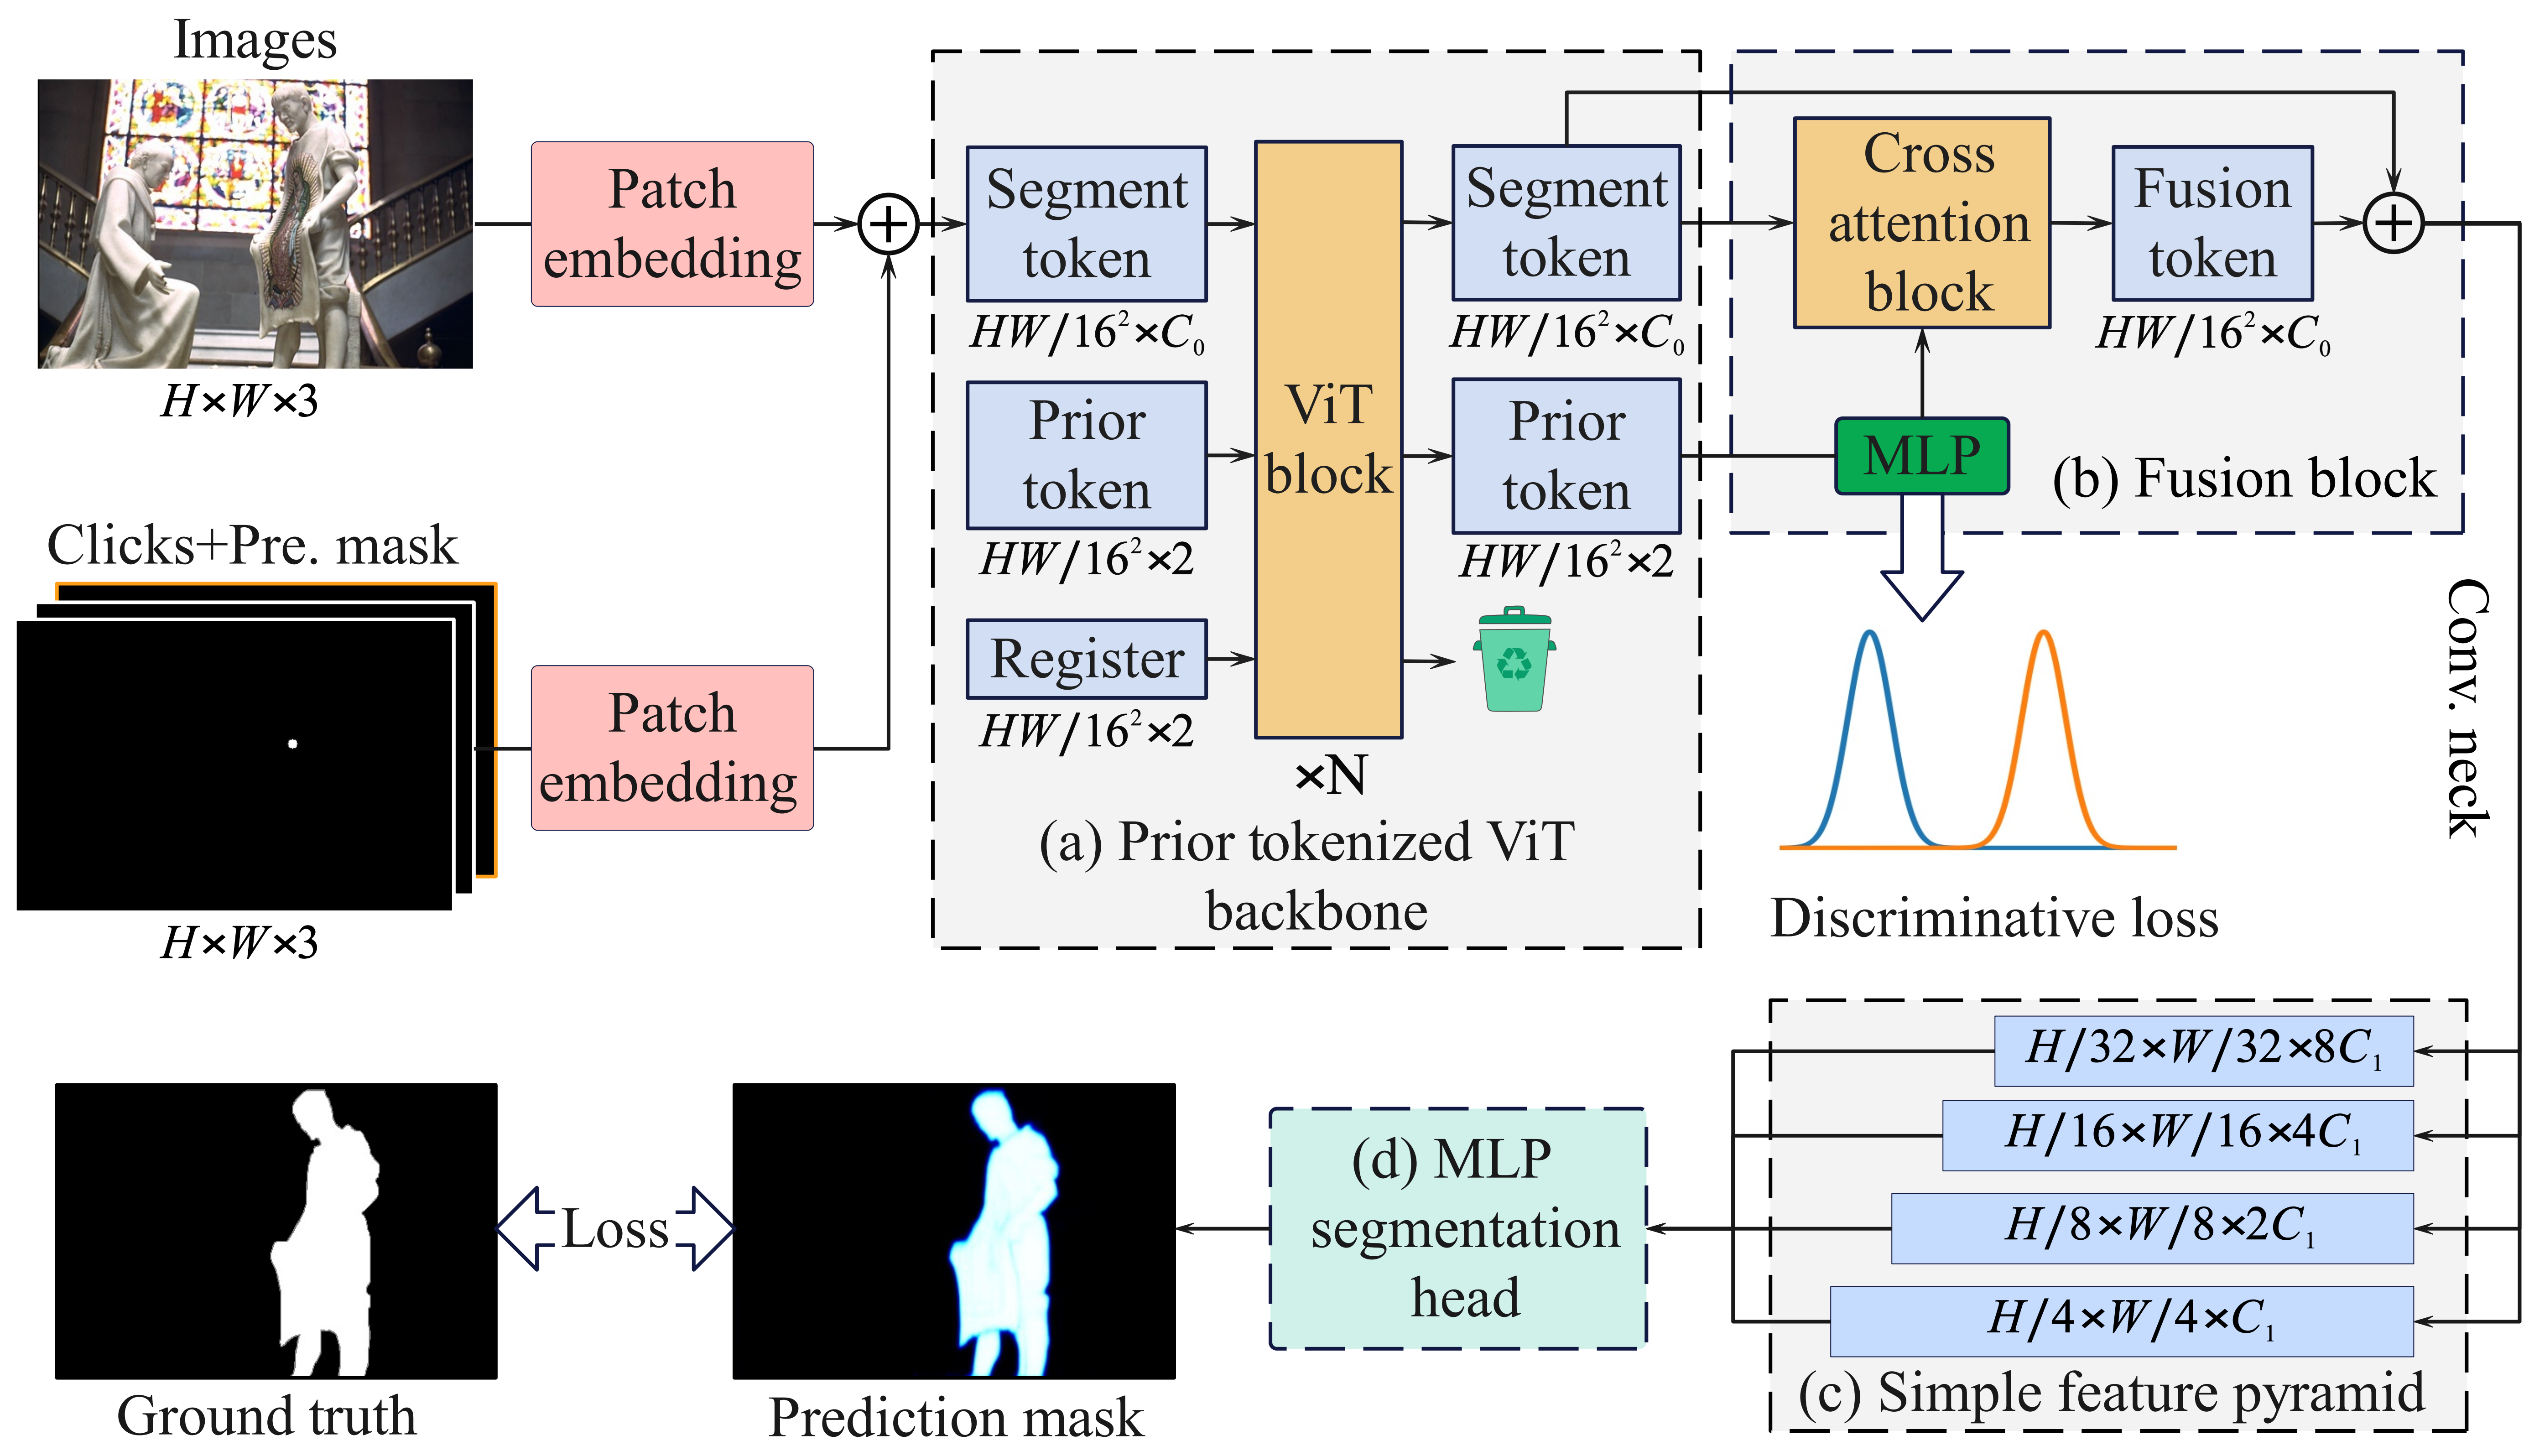 Images
H×W×3
Clicks+Pre. mask
H×W×3
Patch
embedding
Patch
embedding
Segment
token
HW/16²×C₀
Prior
token
HW/16²×2
Register
HW/16²×2
ViT
block
×N
Segment
token
HW/16²×C₀
Prior
token
HW/16²×2
(a) Prior tokenized ViT
backbone
Cross
attention
block
Fusion
token
HW/16²×C₀
MLP
(b) Fusion block
Discriminative loss
Conv. neck
H/32×W/32×8C₁
H/16×W/16×4C₁
H/8×W/8×2C₁
H/4×W/4×C₁
(c) Simple feature pyramid
(d) MLP
segmentation
head
Loss
Ground truth
Prediction mask